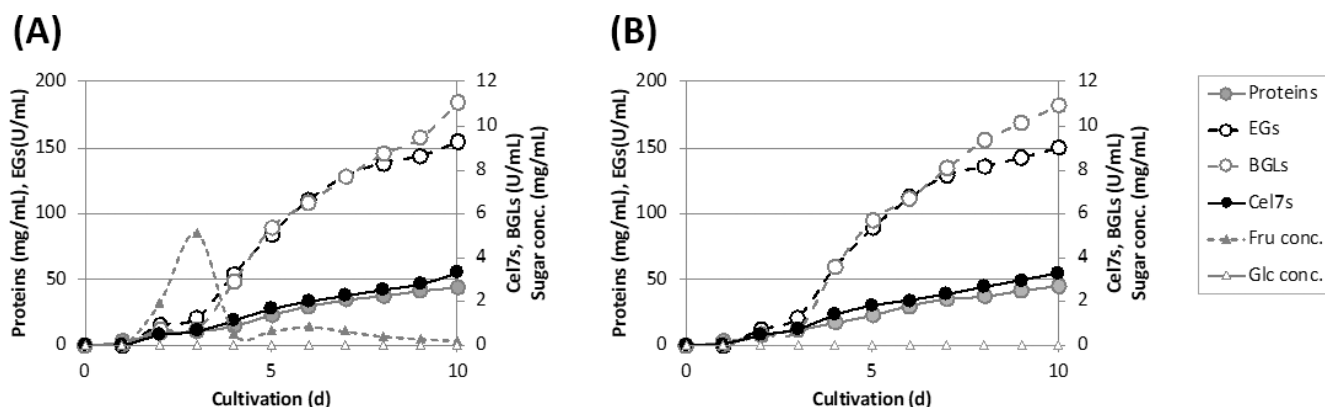 (A)
(B)
200
150
100
50
0
12
10
8
6
4
2
0
0
5
10
Proteins (mg/mL), EGs(U/mL)
Cel7s, BGLs (U/mL)
Sugar conc. (mg/mL)
Cultivation (d)
200
150
100
50
0
12
10
8
6
4
2
0
0
5
10
Proteins (mg/mL), EGs(U/mL)
Cel7s, BGLs (U/mL)
Sugar conc. (mg/mL)
Cultivation (d)
Proteins
EGs
BGLs
Cel7s
Fru conc.
Glc conc.